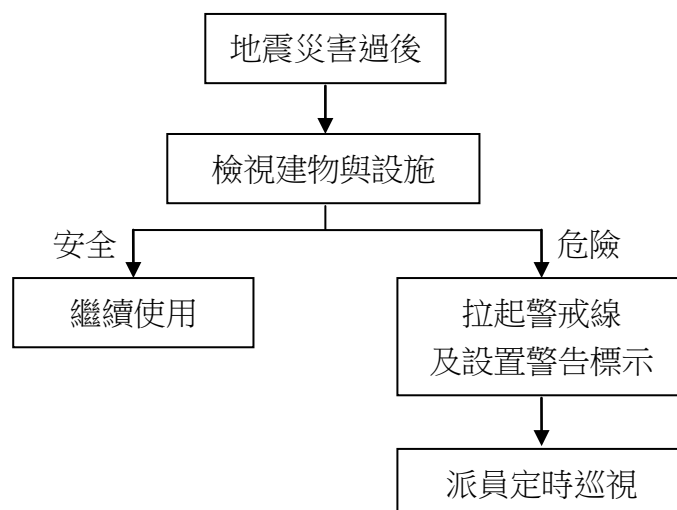 地震災害過後
檢視建物與設施
安全
危險
繼續使用
拉起警戒線
及設置警告標示
派員定時巡視